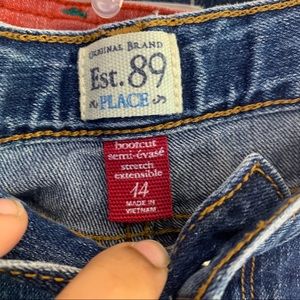 ORIGINAL BRAND
Est. 89
PLACE
bootcut
semi-évasé
stretch
extensible
14
MADE IN
VIETNAM